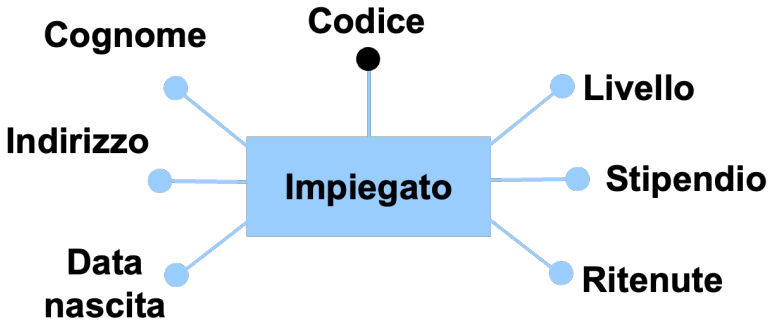 Codice
Cognome
Livello
Indirizzo
Impiegato
Stipendio
Data
nascita
Ritenute